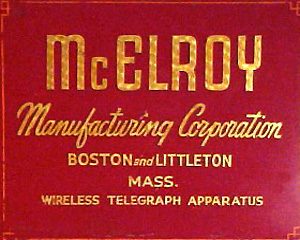 McELROY
Manufacturing Corporation
BOSTON and LITTLETON
MASS.
WIRELESS TELEGRAPH APPARATUS